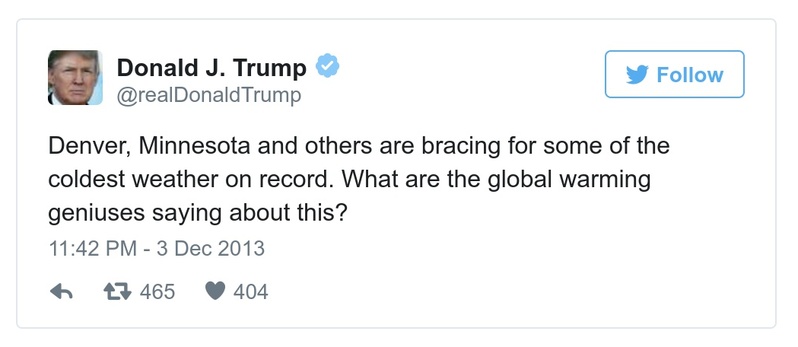 Donald J. Trump
@realDonaldTrump
Follow
Denver, Minnesota and others are bracing for some of the
coldest weather on record. What are the global warming
geniuses saying about this?
11:42 PM - 3 Dec 2013
465 404